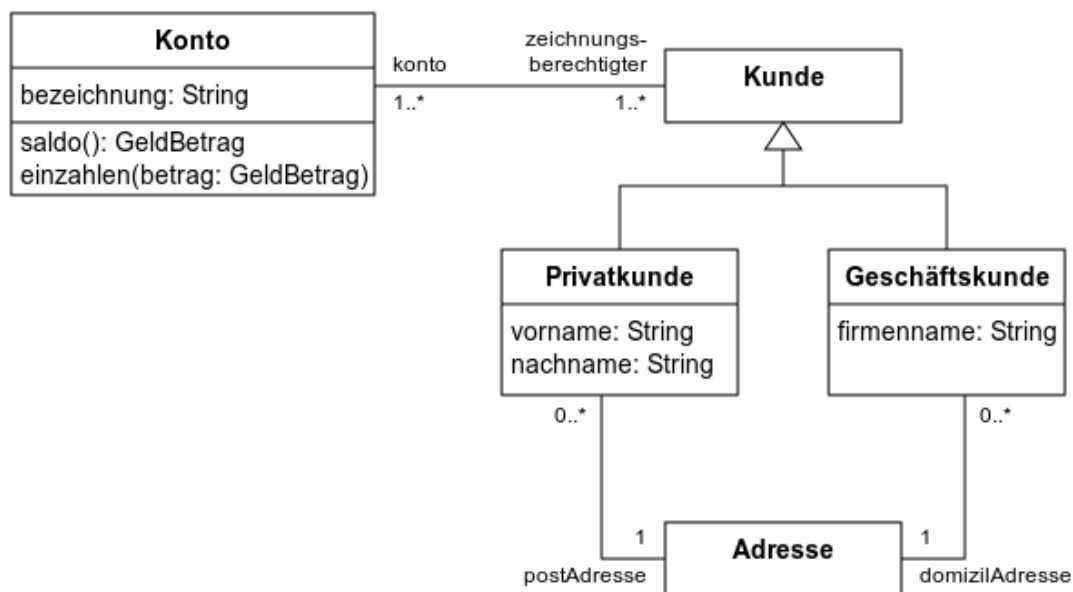 Konto
bezeichnung: String
saldo(): GeldBetrag
einzahlen(betrag: GeldBetrag)
konto
1..*
zeichnungs-
berechtigter
1..*
Kunde
Privatkunde
vorname: String
nachname: String
0..*
Geschäftskunde
firmenname: String
0..*
1
postAdresse
Adresse
1
domizilAdresse